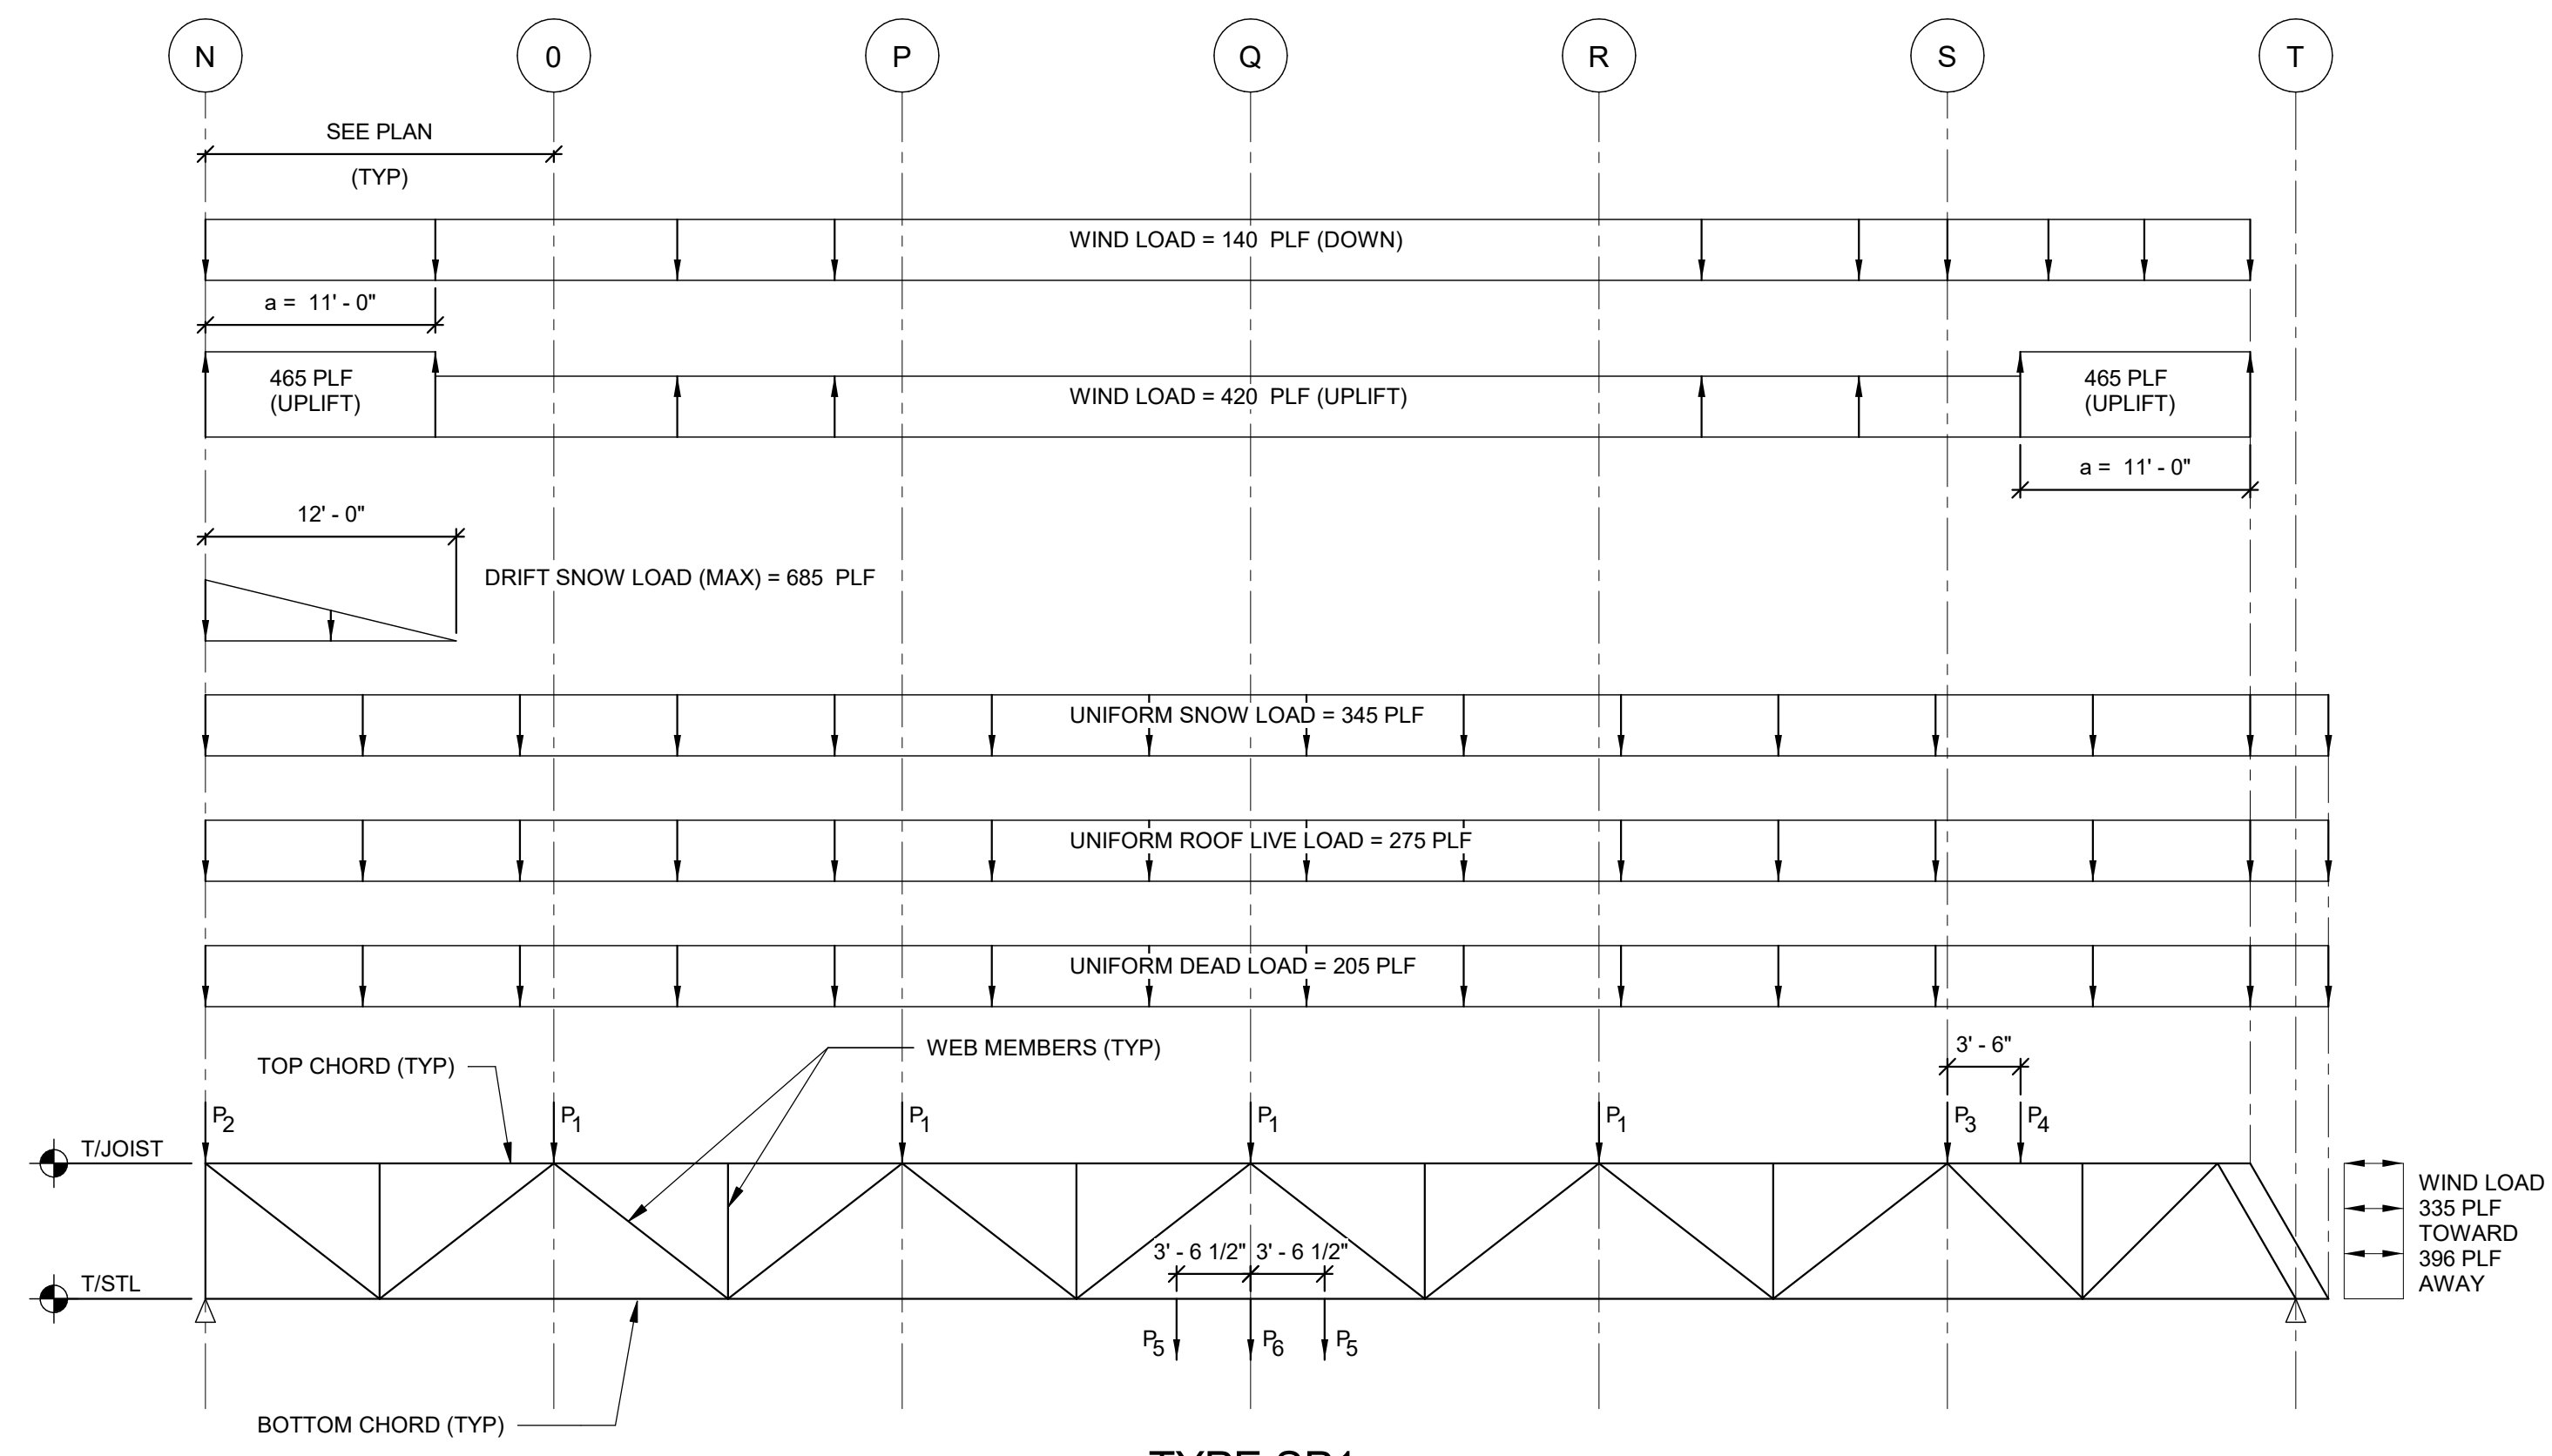 N
0
P
Q
R
S
T
SEE PLAN
(TYP)
WIND LOAD = 140 PLF (DOWN)
a = 11' - 0"
465 PLF
(UPLIFT)
WIND LOAD = 420 PLF (UPLIFT)
465 PLF
(UPLIFT)
a = 11' - 0"
12' - 0"
DRIFT SNOW LOAD (MAX) = 685 PLF
UNIFORM SNOW LOAD = 345 PLF
UNIFORM ROOF LIVE LOAD = 275 PLF
UNIFORM DEAD LOAD = 205 PLF
WEB MEMBERS (TYP)
TOP CHORD (TYP)
3' - 6"
P2
P1
P1
P1
P1
P3
P4
T/JOIST
WIND LOAD
335 PLF
TOWARD
396 PLF
AWAY
3' - 6 1/2"
3' - 6 1/2"
T/STL
P5
P6
P5
BOTTOM CHORD (TYP)